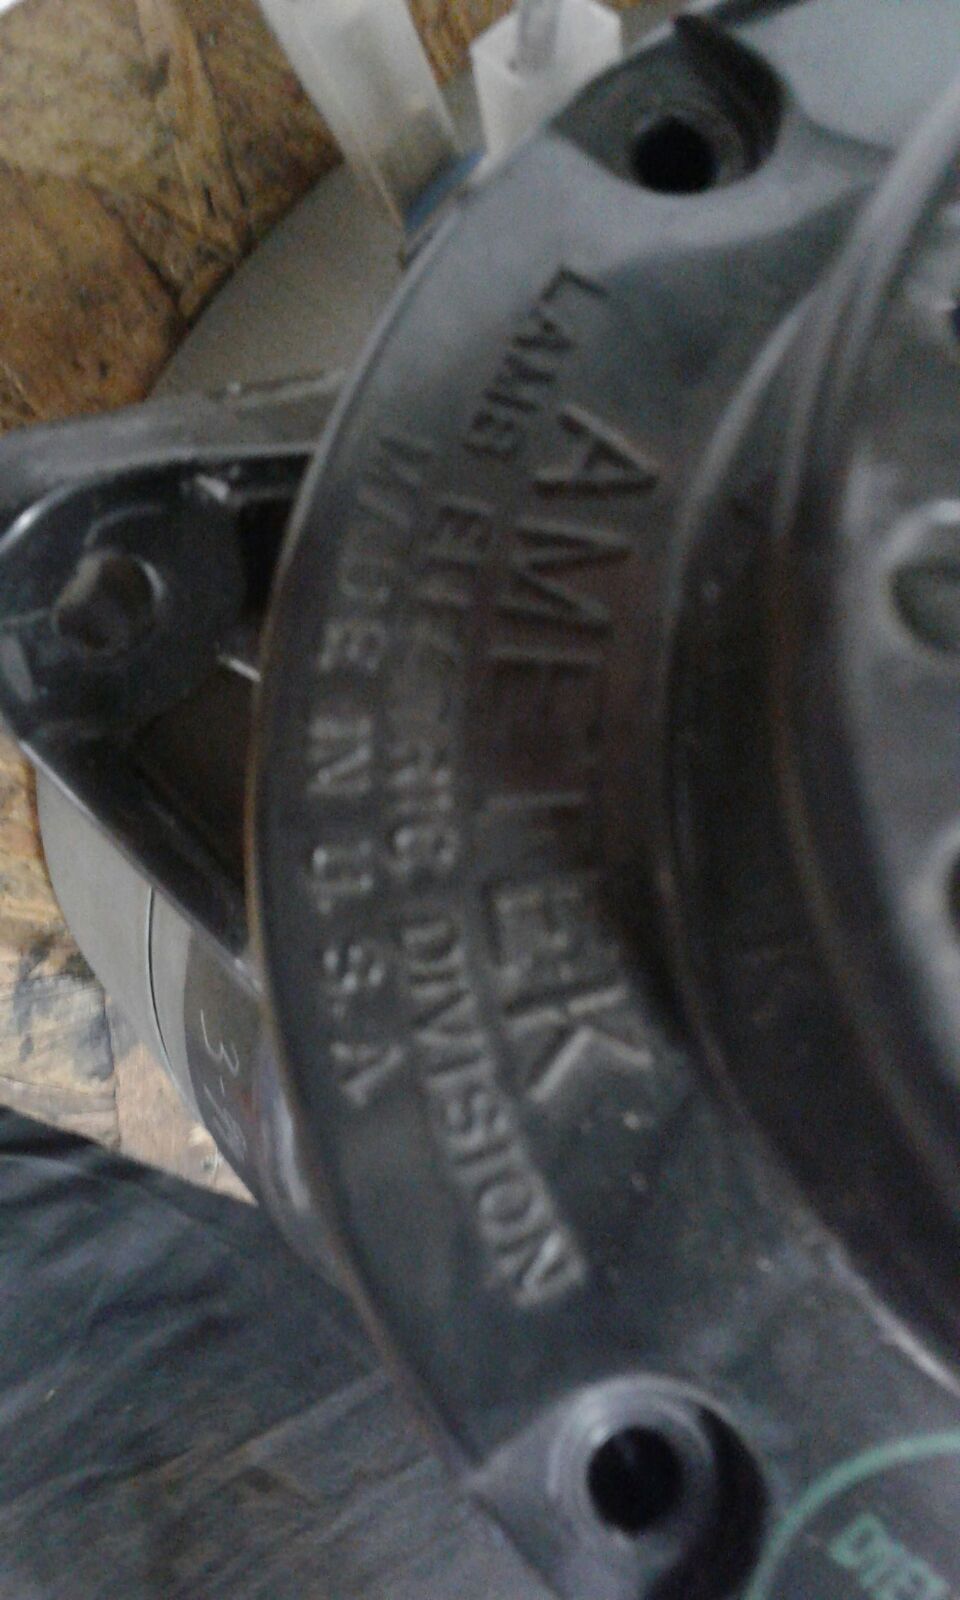 AMETEK
LAMB ELECTRIC DIVISION
MADE IN U.S.A